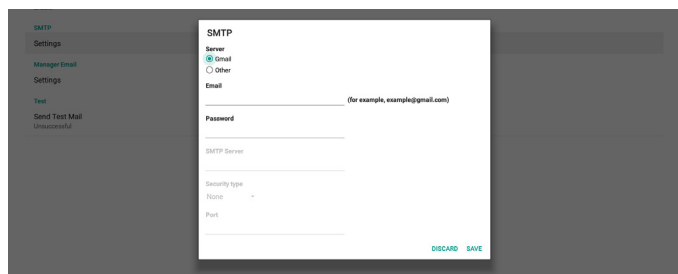 SMTP
Settings
Manager Email
Settings
Test
Send Test Mail
Unsuccessful
SMTP
Server
Gmail
Other
Email
(for example, example@gmail.com)
Password
SMTP Server
Security type
None
Port
DISCARD SAVE